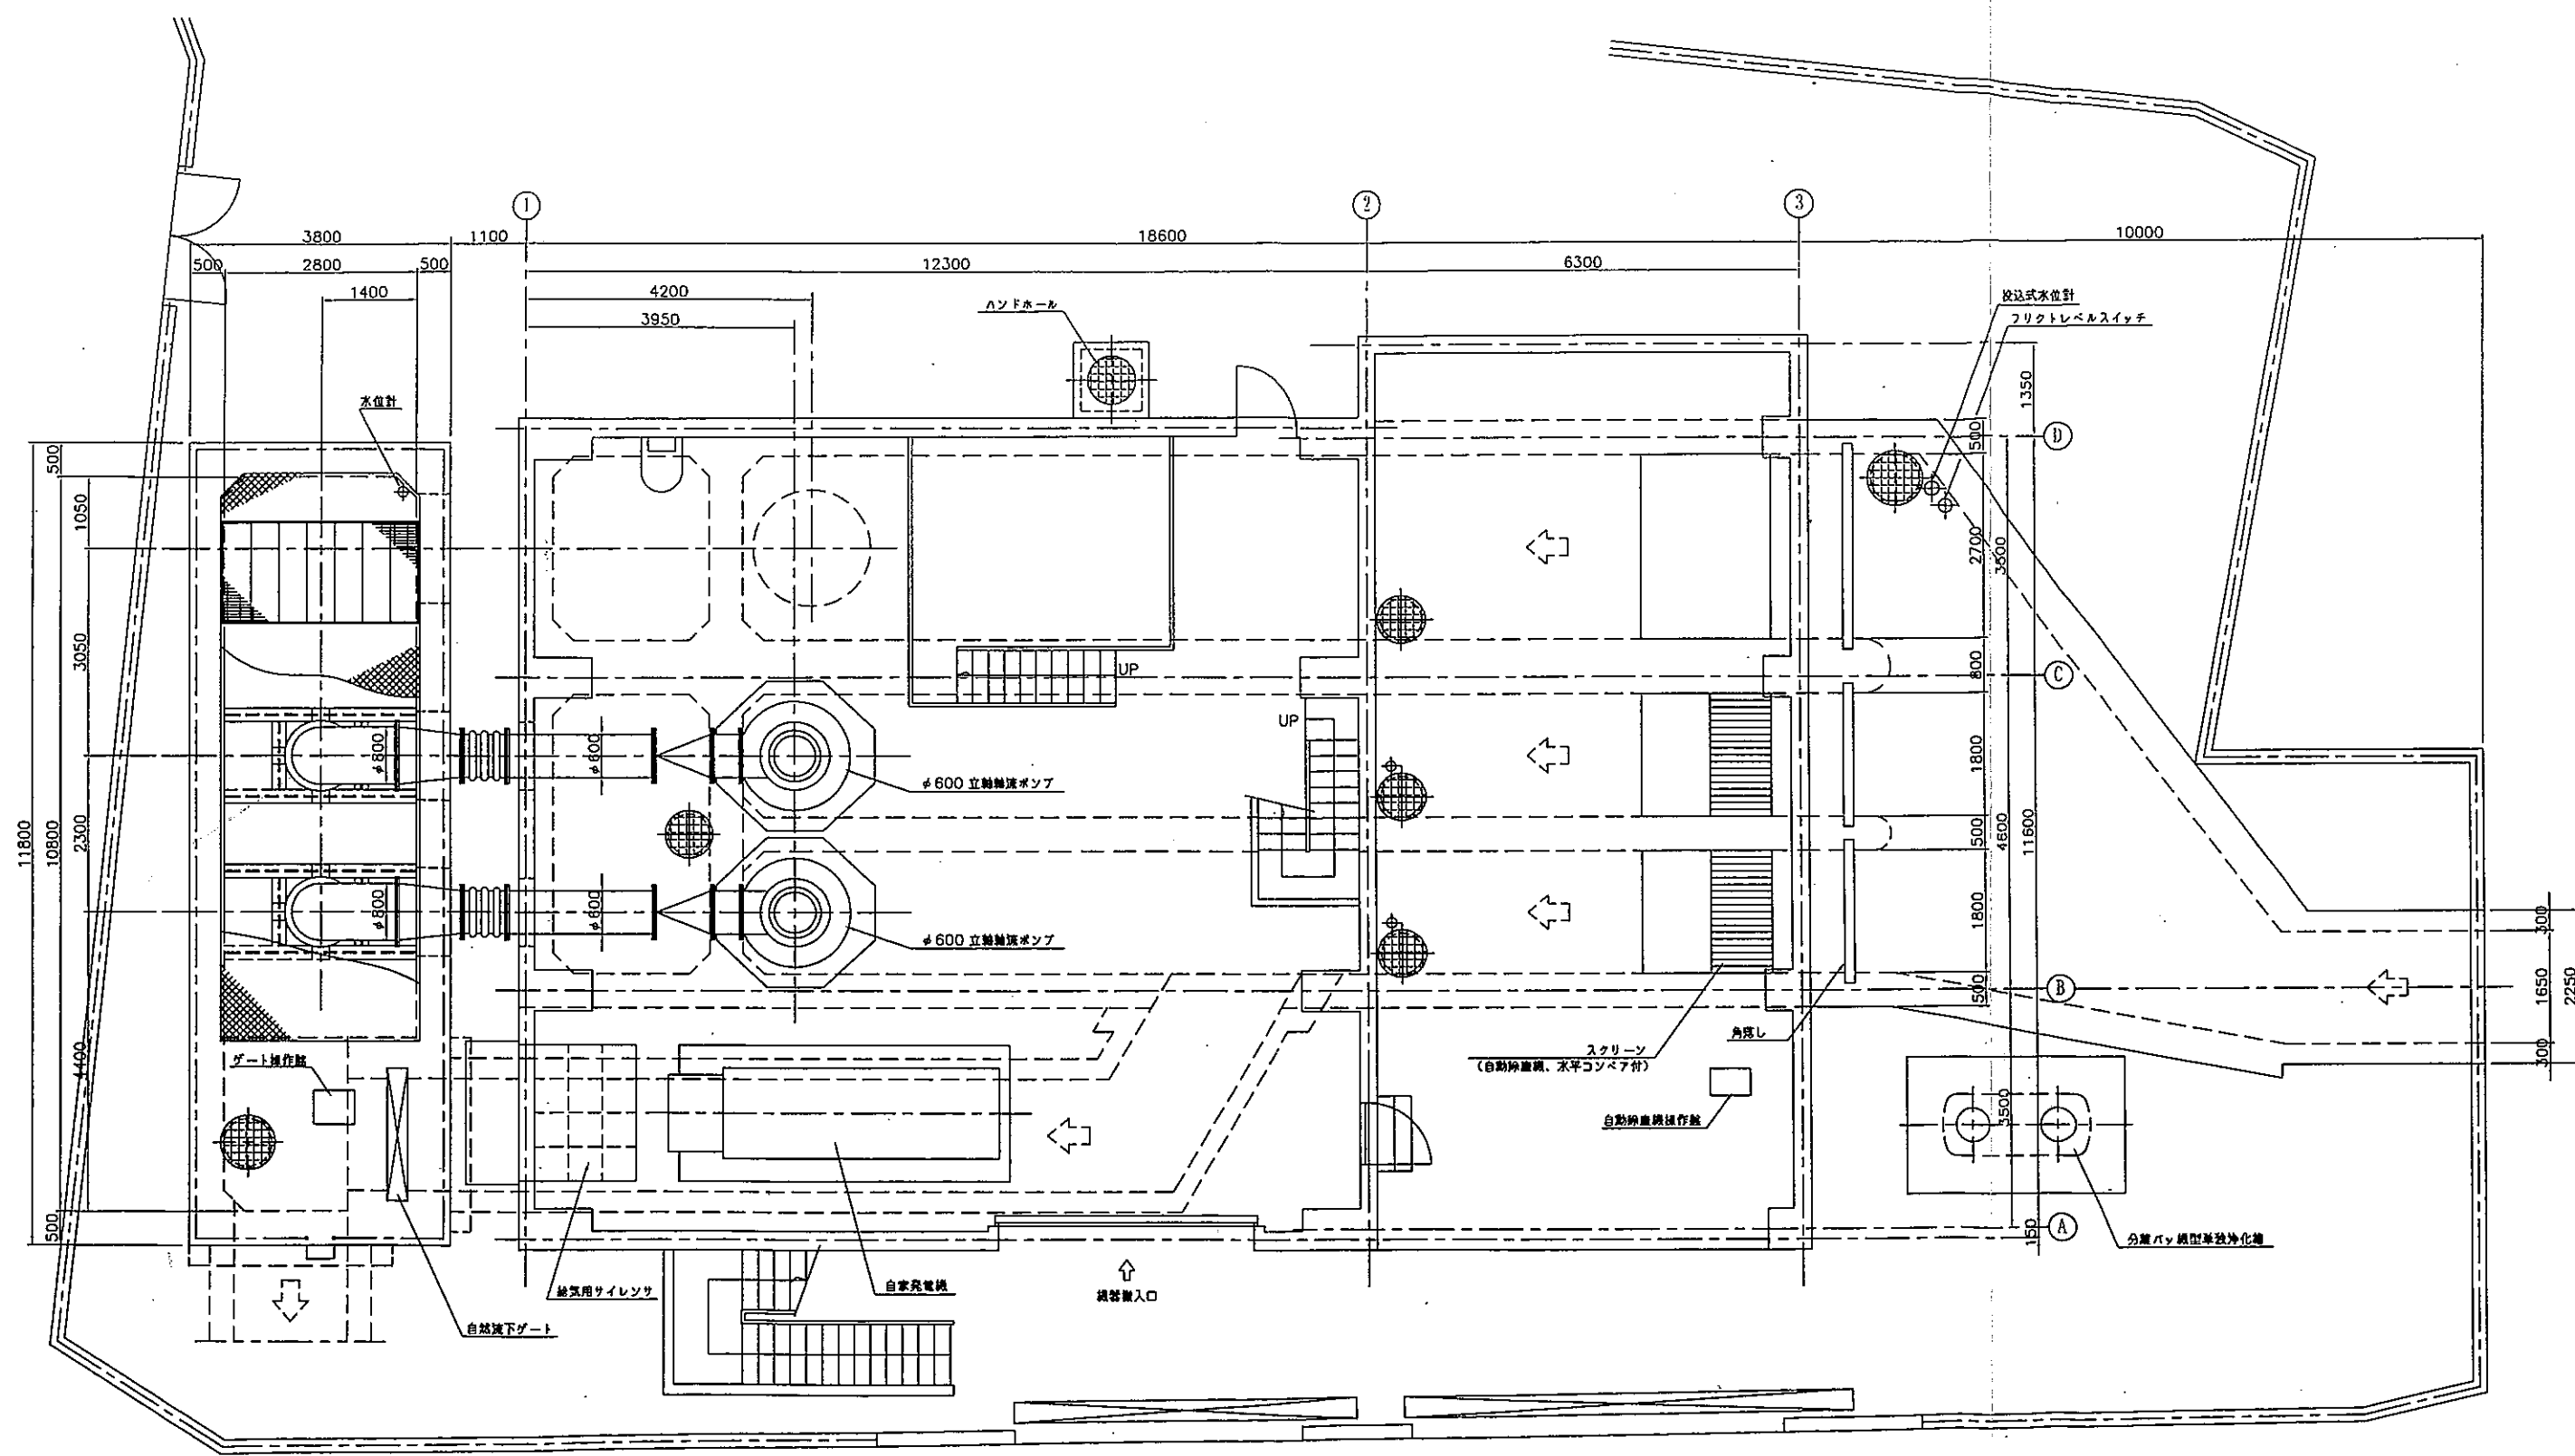 1
2
3
3800
1100
18600
10000
500
2800
500
12300
6300
1400
4200
3950
ハンドホール
投込式水位計
フリクトレベルスイッチ
水位計
1350
D
500
500
1050
2700
3500
3050
UP
C
800
UP
φ800
φ600
φ600 立軸軸流ポンプ
1800
11800
10800
2300
500
4600
11600
φ800
φ600
φ600 立軸軸流ポンプ
1800
300
1650
2250
B
500
角落し
スクリーン
(自動除塵機、水平コンベア付)
300
4400
ゲート操作盤
自動除塵機操作盤
3500
500
A
150
分離バッ気型単独浄化槽
給気用サイレンサ
自家発電機
機器搬入口
自然流下ゲート